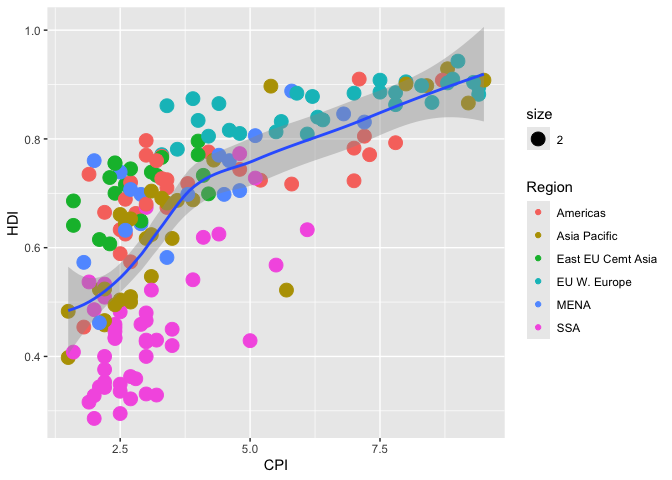 1.0
0.8
0.6
0.4
HDI
2.5 5.0 7.5
CPI
size
2
Region
Americas
Asia Pacific
East EU Cemt Asia
EU W. Europe
MENA
SSA